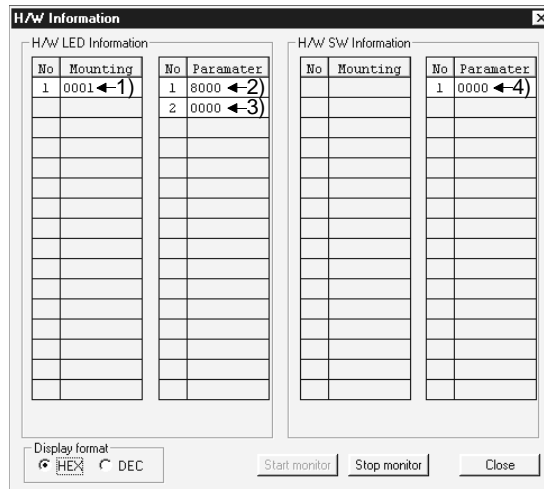 H/W Information
H/W LED Information
No Mounting
1 0001 ←1)
No Paramater
1 8000 ←2)
2 0000 ←3)
H/W SW Information
No Mounting
No Paramater
1 0000 ←4)
Display format
HEX DEC
Start monitor Stop monitor Close